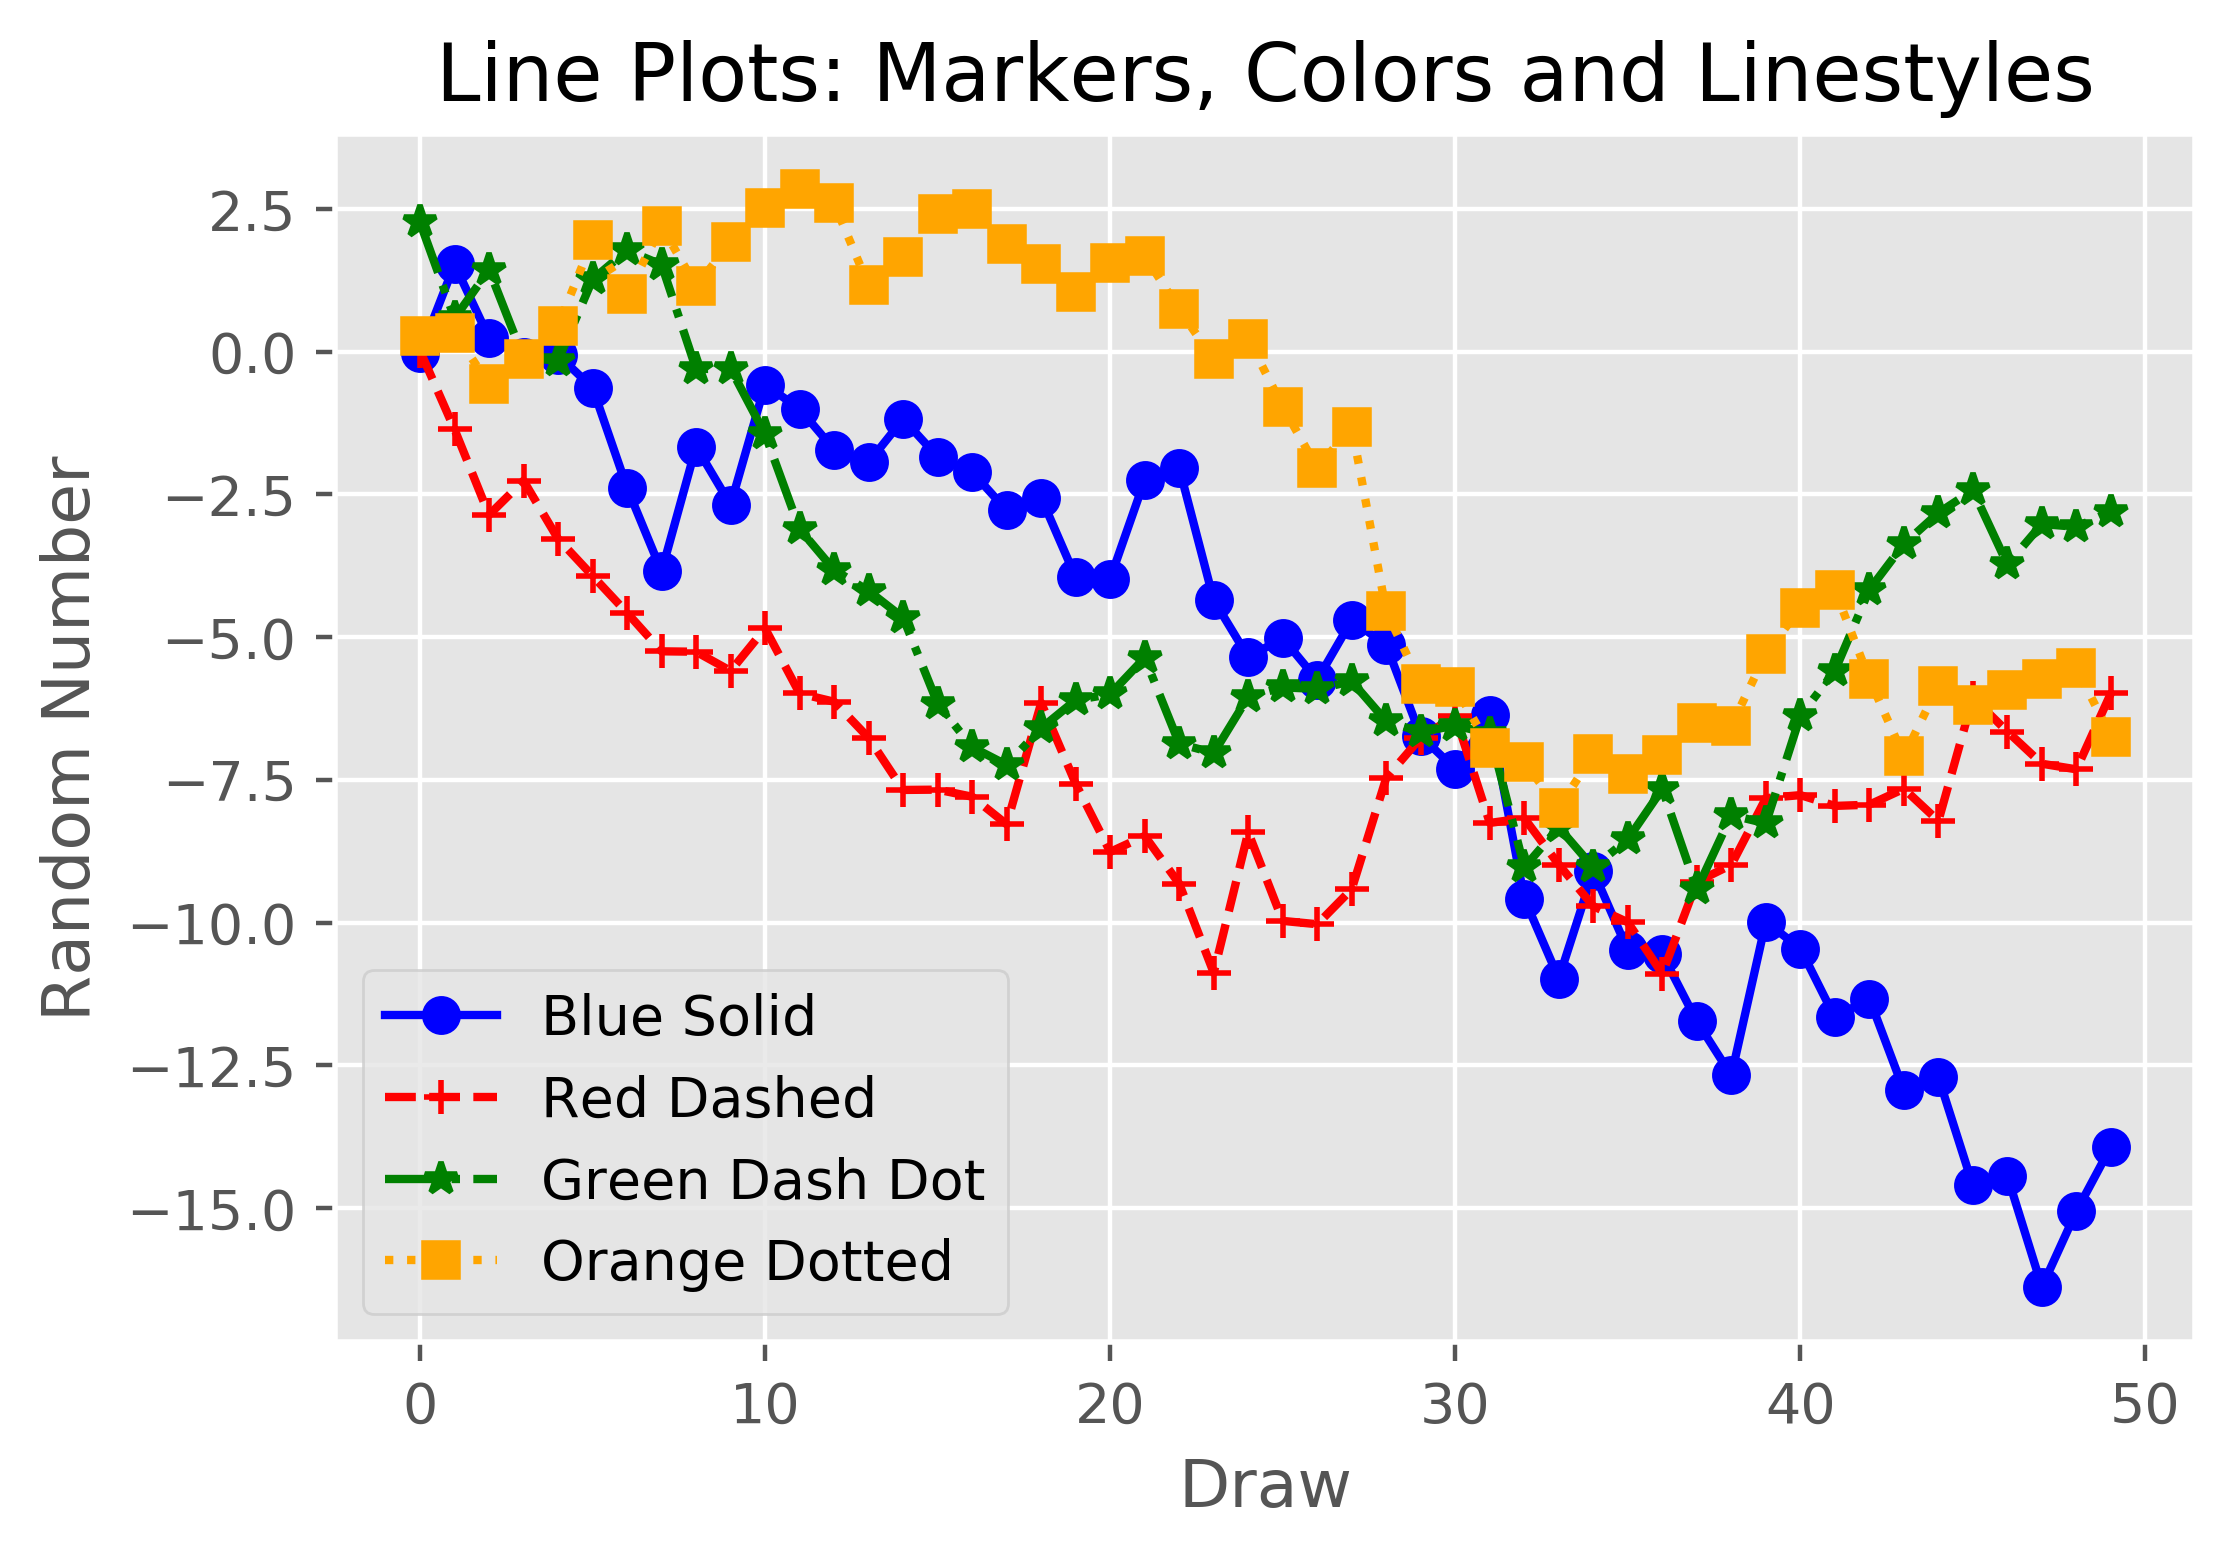 Line Plots: Markers, Colors and Linestyles
Random Number
2.5
0.0
−2.5
−5.0
−7.5
−10.0
−12.5
−15.0
Blue Solid
Red Dashed
Green Dash Dot
Orange Dotted
0 10 20 30 40 50
Draw